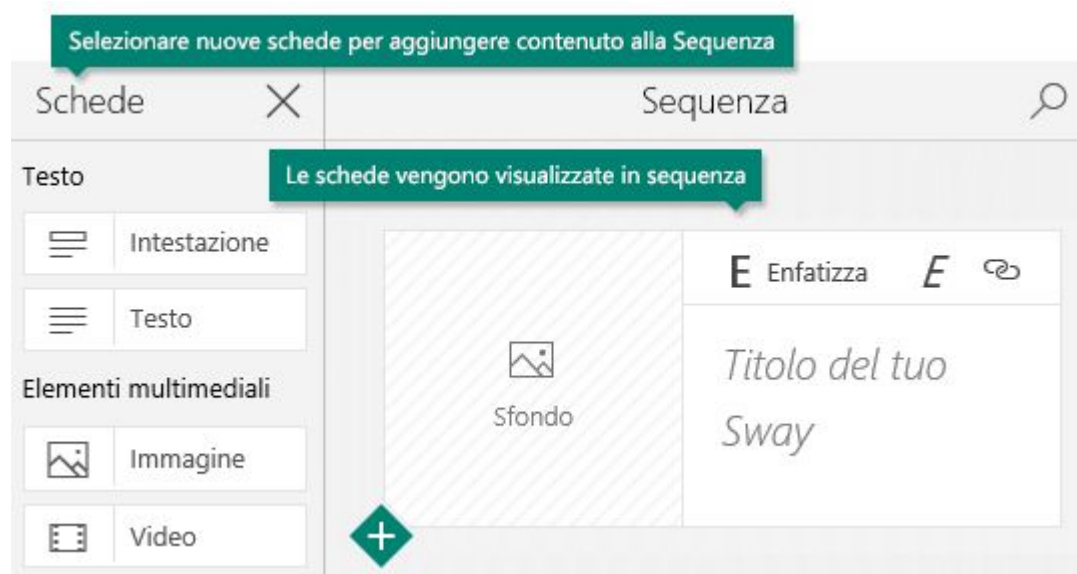 Selezionare nuove schede per aggiungere contenuto alla Sequenza
Schede
Sequenza
Testo
Le schede vengono visualizzate in sequenza
Intestazione
E Enfatizza E
Testo
Titolo del tuo
Sway
Sfondo
Elementi multimediali
Immagine
Video